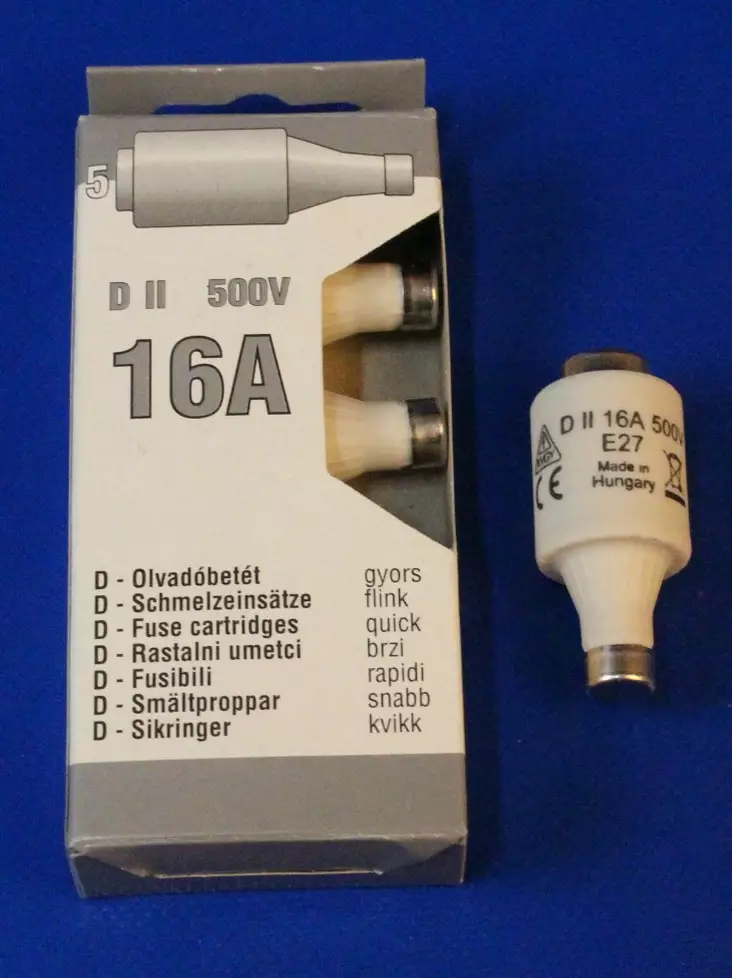 5
D II 500V
16A
D - Olvadóbetét gyors
D - Schmelzeinsätze flink
D - Fuse cartridges quick
D - Rastalni umetci brzi
D - Fusibili rapidi
D - Smältproppar snabb
D - Sikringer kvikk
D II 16A 500V
E27
Made in
Hungary
CE